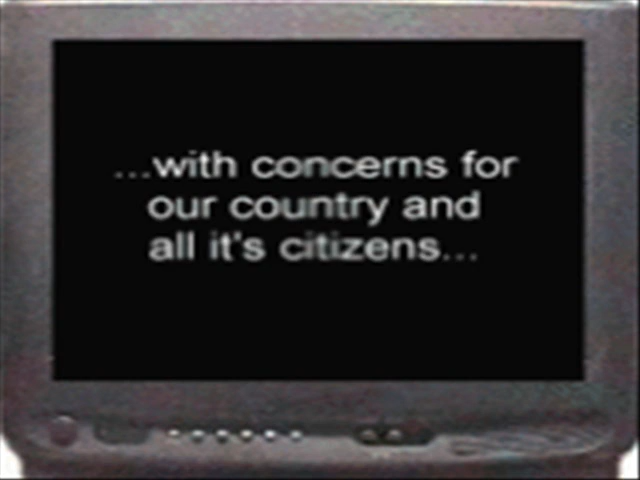 ...with concerns for
our country and
all it's citizens...